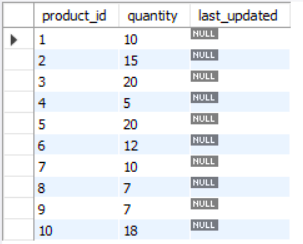 product_id quantity last_updated
1 10 NULL
2 15 NULL
3 20 NULL
4 5 NULL
5 20 NULL
6 12 NULL
7 10 NULL
8 7 NULL
9 7 NULL
10 18 NULL